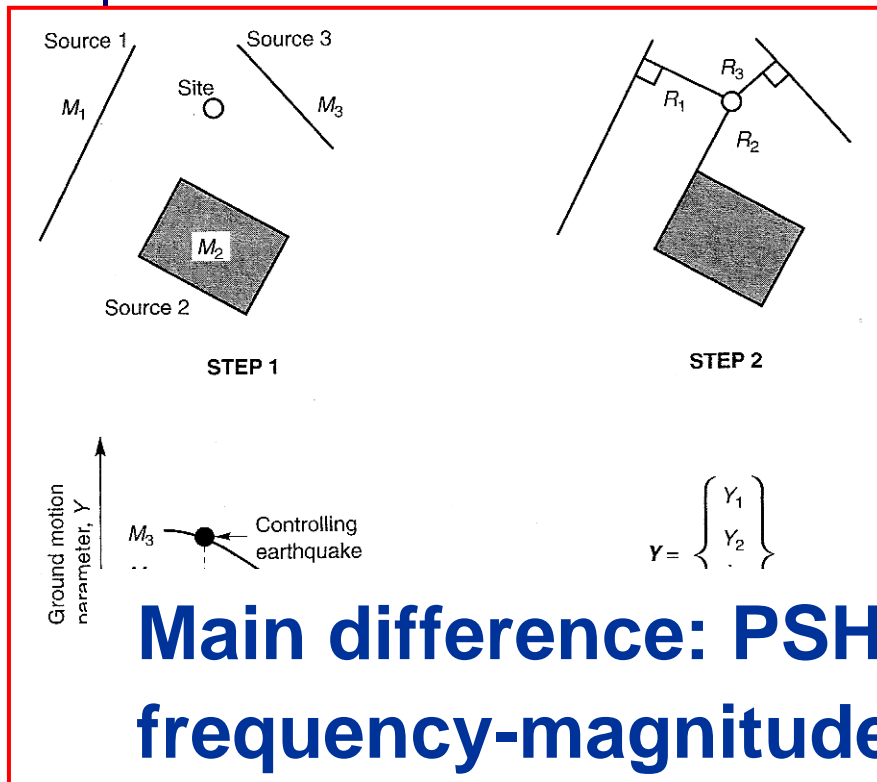 Source 1
Source 3
Site
M1
M3
M2
Source 2
STEP 1
R3
R1
R2
STEP 2
Ground motion
parameter, Y
M3
Controlling
earthquake
Y =
Y1
Y2
Main difference: PSH
frequency-magnitude